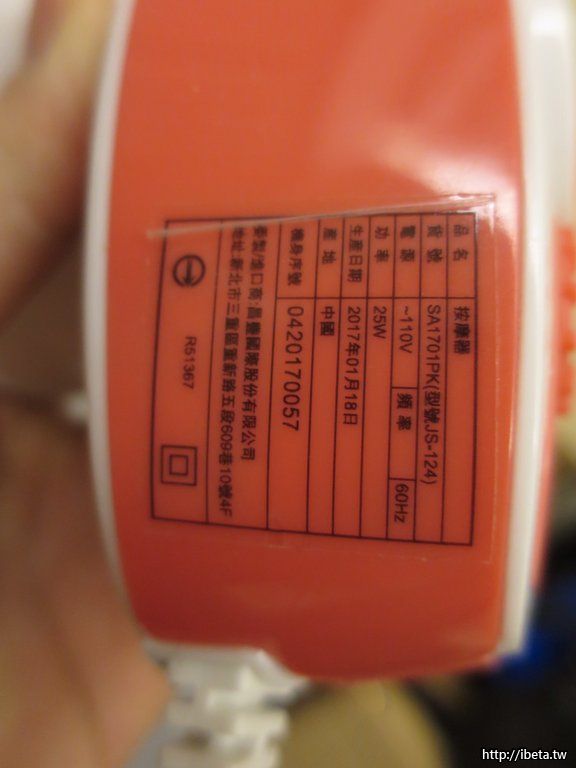 品名 按摩器
貨號 SA1701PK(型號JS-124)
電源 ~110V 頻率 60Hz
功率 25W
生產日期 2017年01月18日
產地 中國
機身序號 0420170057
委製/進口商:昌慶國際股份有限公司
地址:新北市三重區重新路五段609巷10號4F
R51367
http://ibeta.tw